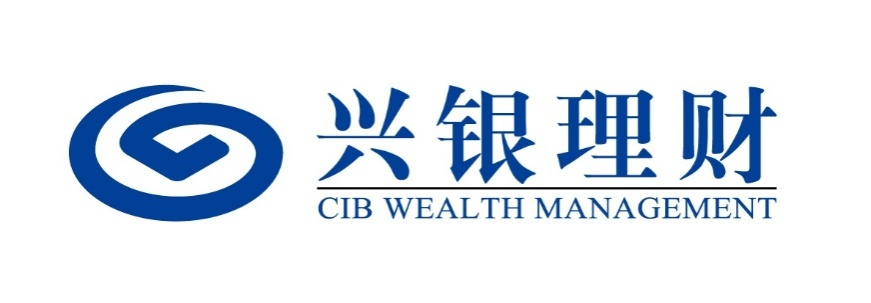 兴银理财
CIB WEALTH MANAGEMENT